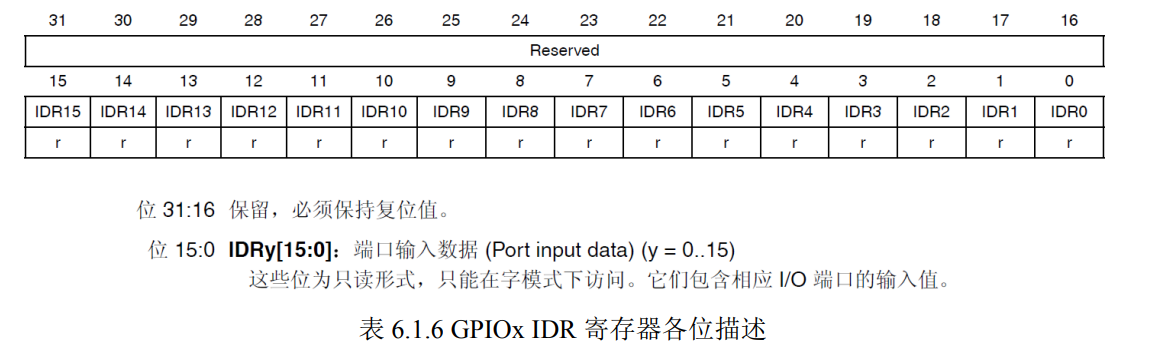 31 30 29 28 27 26 25 24 23 22 21 20 19 18 17 16
Reserved
15 14 13 12 11 10 9 8 7 6 5 4 3 2 1 0
IDR15 IDR14 IDR13 IDR12 IDR11 IDR10 IDR9 IDR8 IDR7 IDR6 IDR5 IDR4 IDR3 IDR2 IDR1 IDR0
r r r r r r r r r r r r r r r r
位 31:16 保留，必须保持复位值。
位 15:0 IDRy[15:0]：端口输入数据 (Port input data) (y = 0..15)
这些位为只读形式，只能在字模式下访问。它们包含相应 I/O 端口的输入值。
表 6.1.6 GPIOx IDR 寄存器各位描述